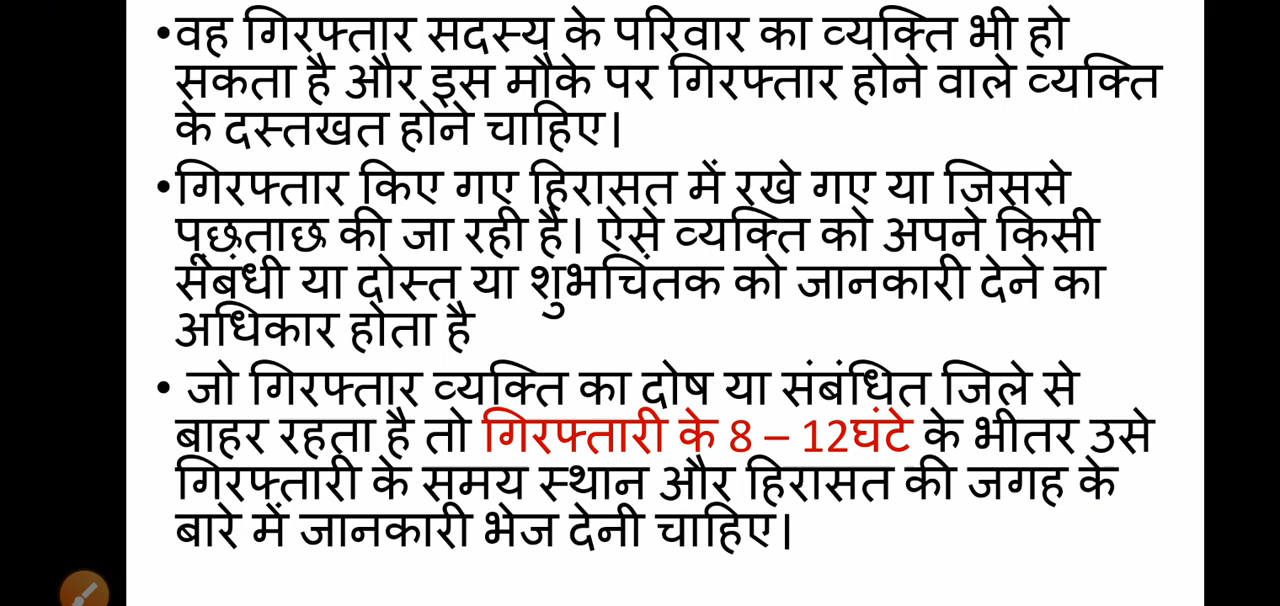 •वह गिरफ्तार सदस्य के परिवार का व्यक्ति भी हो
सकता है और इस मौके पर गिरफ्तार होने वाले व्यक्ति
के दस्तखत होने चाहिए।
•गिरफ्तार किए गए हिरासत में रखे गए या जिससे
पूछताछ की जा रही है। ऐसे व्यक्ति को अपने किसी
संबंधी या दोस्त या शुभचिंतक को जानकारी देने का
अधिकार होता है
• जो गिरफ्तार व्यक्ति का दोष या संबंधित जिले से
बाहर रहता है तो गिरफ्तारी के 8 – 12घंटे के भीतर उसे
गिरफ्तारी के समय स्थान और हिरासत की जगह के
बारे में जानकारी भेज देनी चाहिए।